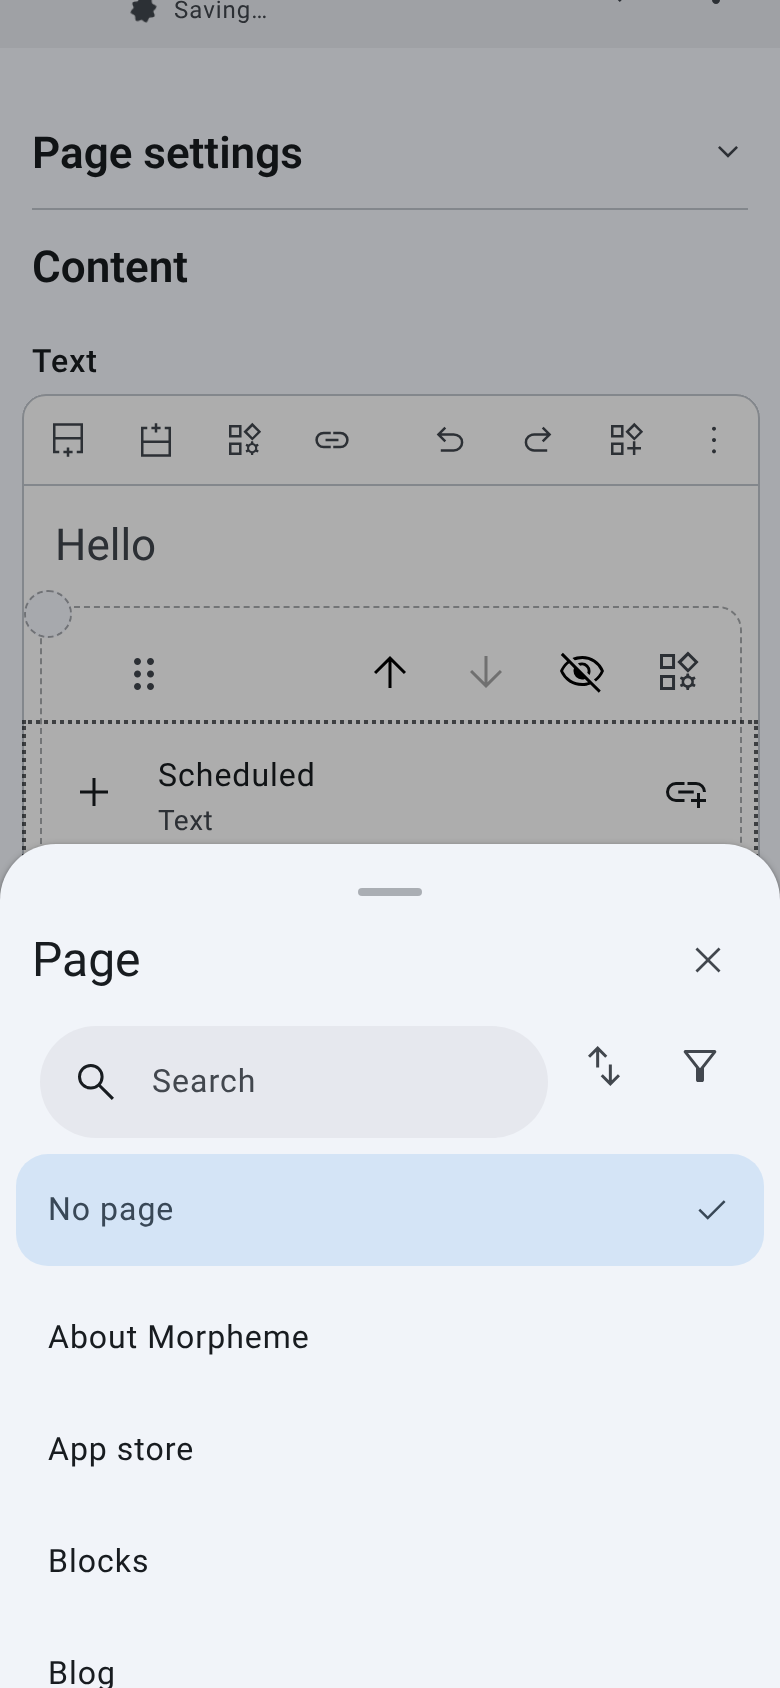 Saving…
Page settings
Content
Text
Hello
Scheduled
Text
Page
Search
No page
About Morpheme
App store
Blocks
Blog